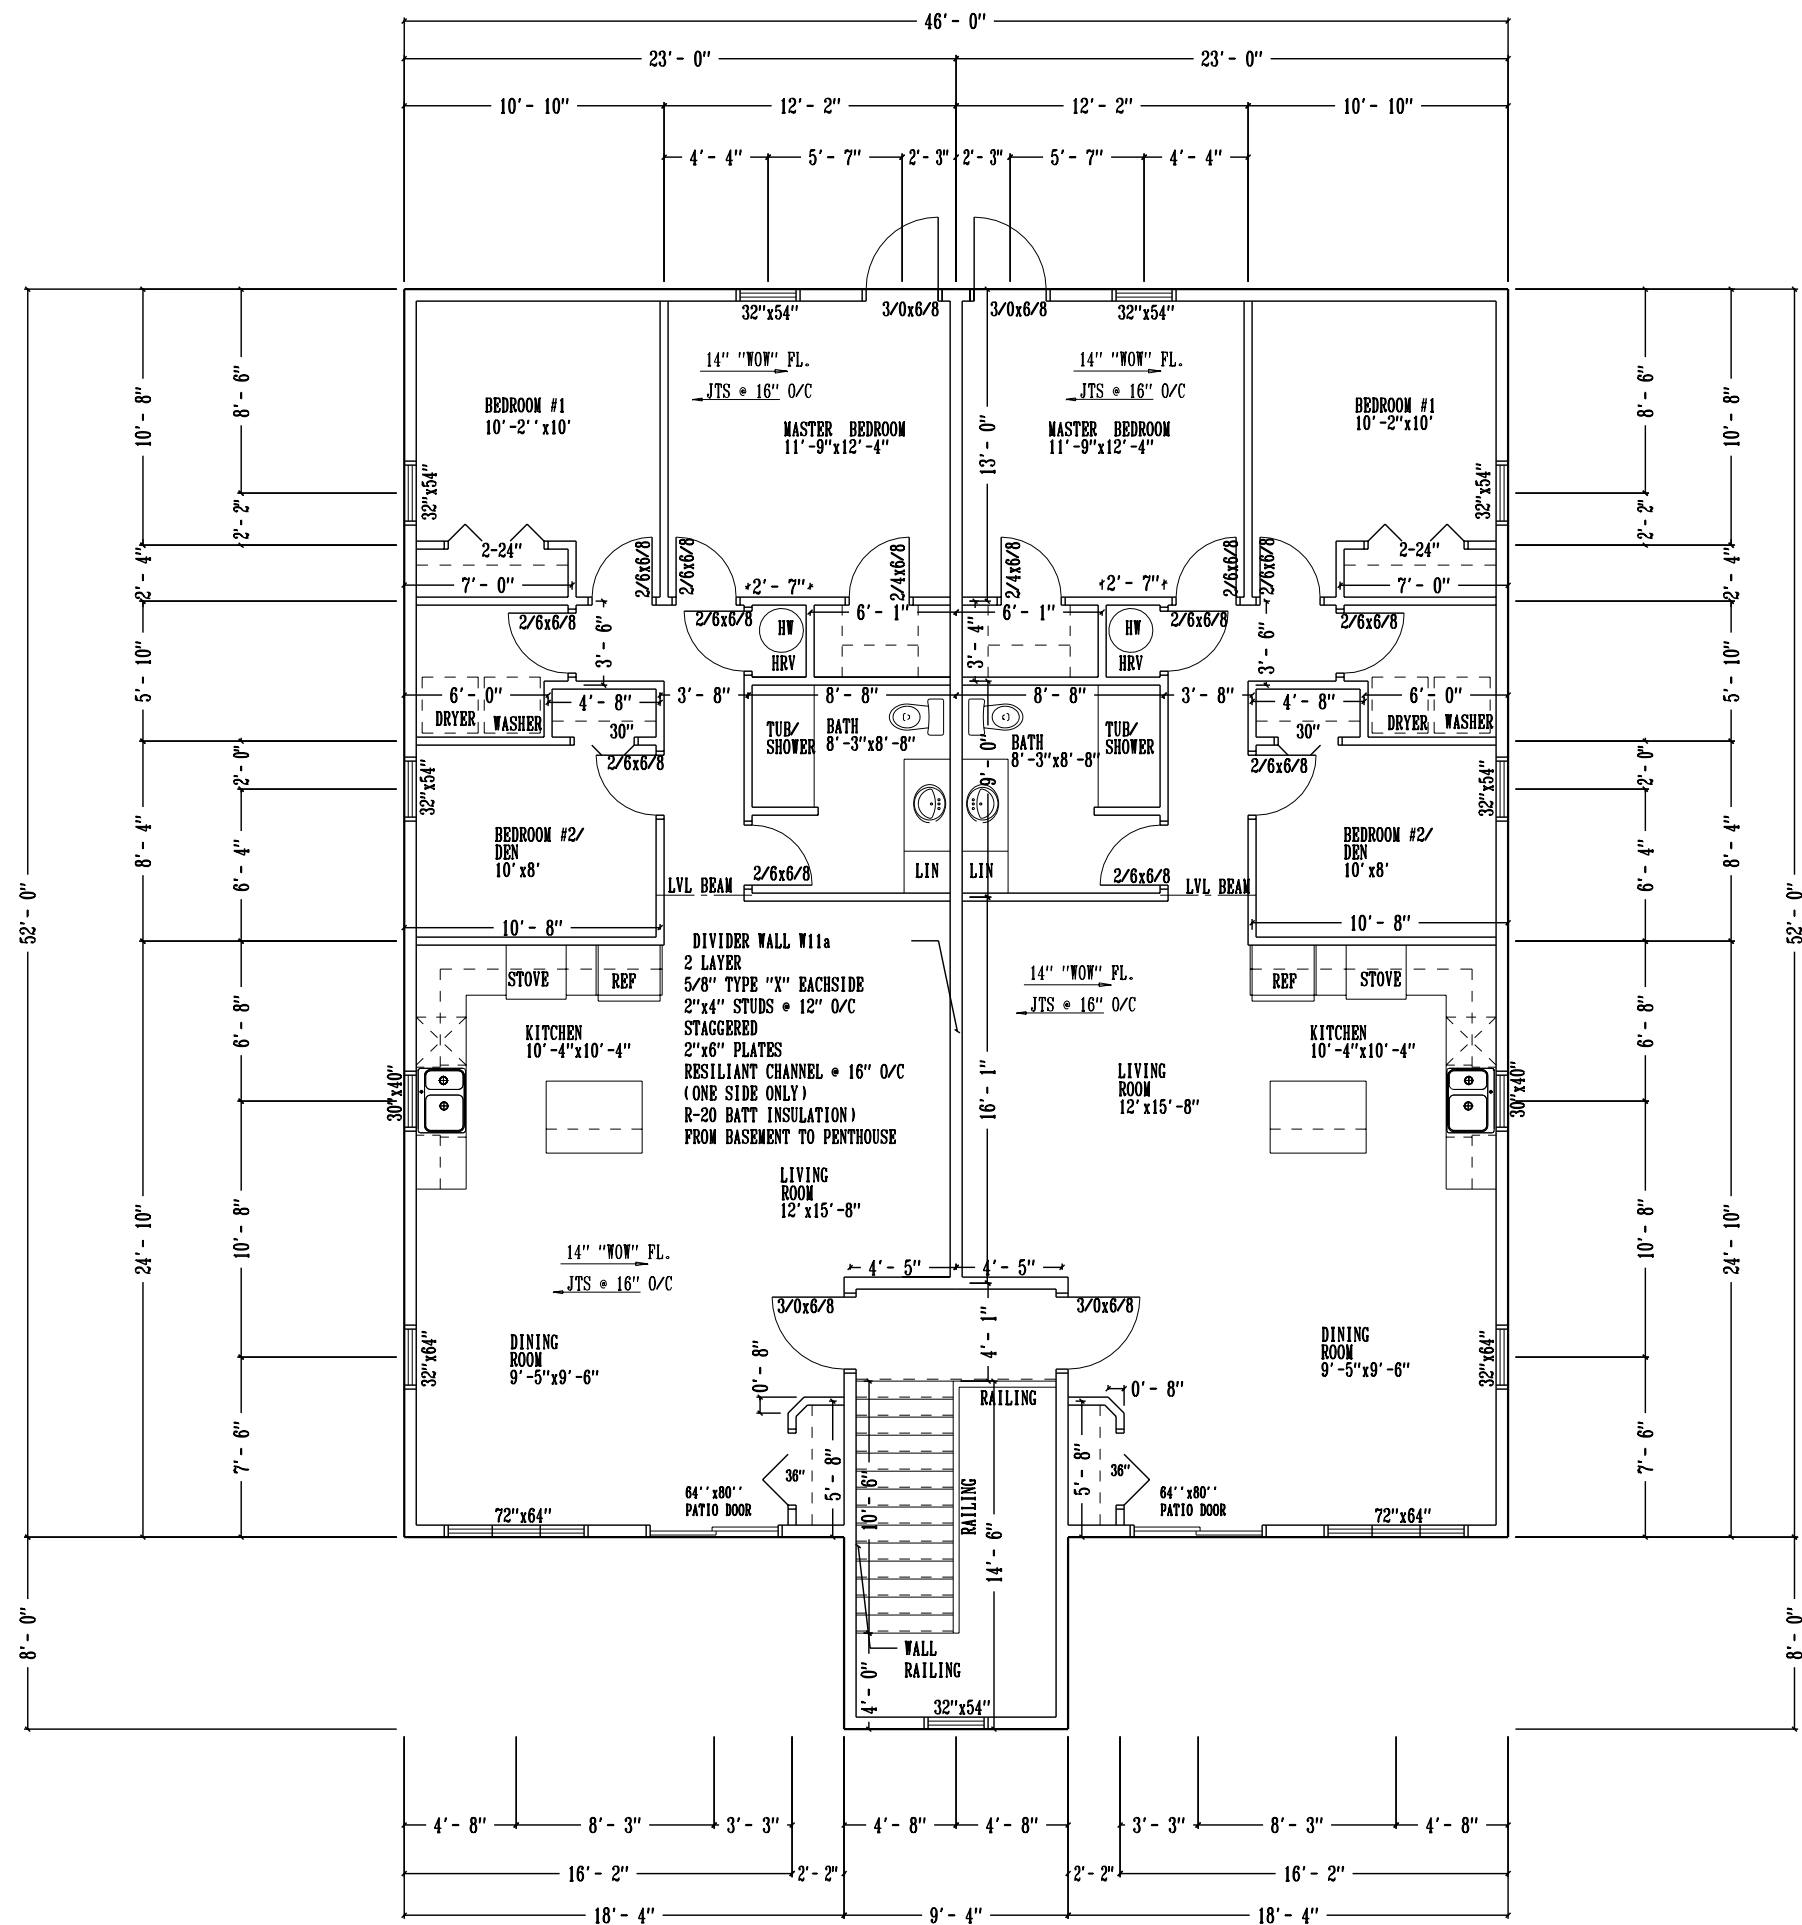 46'- 0"
23'- 0" 23'- 0"
10'- 10" 12'- 2" 12'- 2" 10'- 10"
4'- 4" 5'- 7" 2'- 3" 2'- 3" 5'- 7" 4'- 4"
32"x54" 3/0x6/8 3/0x6/8 32"x54"
14" "WOW" FL. 14" "WOW" FL.
JTS @ 16" O/C JTS @ 16" O/C
8'- 6" 8'- 6"
10'- 8" 10'- 8"
BEDROOM #1 BEDROOM #1
10'-2''x10' 10'-2"x10'
MASTER BEDROOM MASTER BEDROOM
11'-9"x12'-4" 11'-9"x12'-4"
13'- 0"
32"x54" 32"x54"
2'- 2" 2'- 2"
2-24" 2-24"
2'- 4" 2'- 4"
7'- 0" 2/6x6/8 2/6x6/8 2'- 7" 2/4x6/8 2/4x6/8 2'- 7" 2/6x6/8 2/6x6/8 7'- 0"
6'- 1" 6'- 1"
2/6x6/8 2/6x6/8 2/6x6/8 2/6x6/8
HW HW
3'- 6" 3'- 4" 3'- 6"
HRV HRV
5'- 10" 5'- 10"
6'- 0" 4'- 8" 3'- 8" 8'- 8" 8'- 8" 3'- 8" 4'- 8" 6'- 0"
DRYER WASHER 30" 30" DRYER WASHER
TUB/
SHOWER
BATH
8'-3"x8'-8"
BATH
8'-3"x8'-8"
TUB/
SHOWER
9'- 0"
2/6x6/8 2/6x6/8
2'- 0" 2'- 0"
32"x54" 32"x54"
8'- 4" 8'- 4"
BEDROOM #2/
DEN
10'x8'
BEDROOM #2/
DEN
10'x8'
6'- 4" 6'- 4"
2/6x6/8 LIN LIN 2/6x6/8
LVL BEAM LVL BEAM
52'- 0" 52'- 0"
10'- 8" 10'- 8"
DIVIDER WALL W11a
2 LAYER
5/8" TYPE "X" EACHSIDE
2"x4" STUDS @ 12" O/C
STAGGERED
2"x6" PLATES
RESILIANT CHANNEL @ 16" O/C
(ONE SIDE ONLY)
R-20 BATT INSULATION)
FROM BASEMENT TO PENTHOUSE
STOVE REF REF STOVE
14" "WOW" FL.
JTS @ 16" O/C
6'- 8" 6'- 8"
KITCHEN KITCHEN
10'-4"x10'-4" 10'-4"x10'-4"
30"x40" 30"x40"
LIVING
ROOM
12'x15'-8"
16'- 1"
LIVING
ROOM
12'x15'-8"
10'- 8" 10'- 8"
24'- 10" 24'- 10"
14" "WOW" FL.
JTS @ 16" O/C
4'- 5" 4'- 5"
3/0x6/8 3/0x6/8
4'- 1"
DINING
ROOM
9'-5"x9'-6"
DINING
ROOM
9'-5"x9'-6"
32"x64" 32"x64"
0'- 8" 0'- 8"
RAILING
7'- 6" 7'- 6"
36" 36"
5'- 8" 5'- 8"
10'- 6" RAILING 14'- 6"
64''x80''
PATIO DOOR
64''x80''
PATIO DOOR
72"x64" 72"x64"
8'- 0" 8'- 0"
WALL
RAILING
4'- 0"
32"x54"
4'- 8" 8'- 3" 3'- 3" 4'- 8" 4'- 8" 3'- 3" 8'- 3" 4'- 8"
16'- 2" 2'- 2" 2'- 2" 16'- 2"
18'- 4" 9'- 4" 18'- 4"